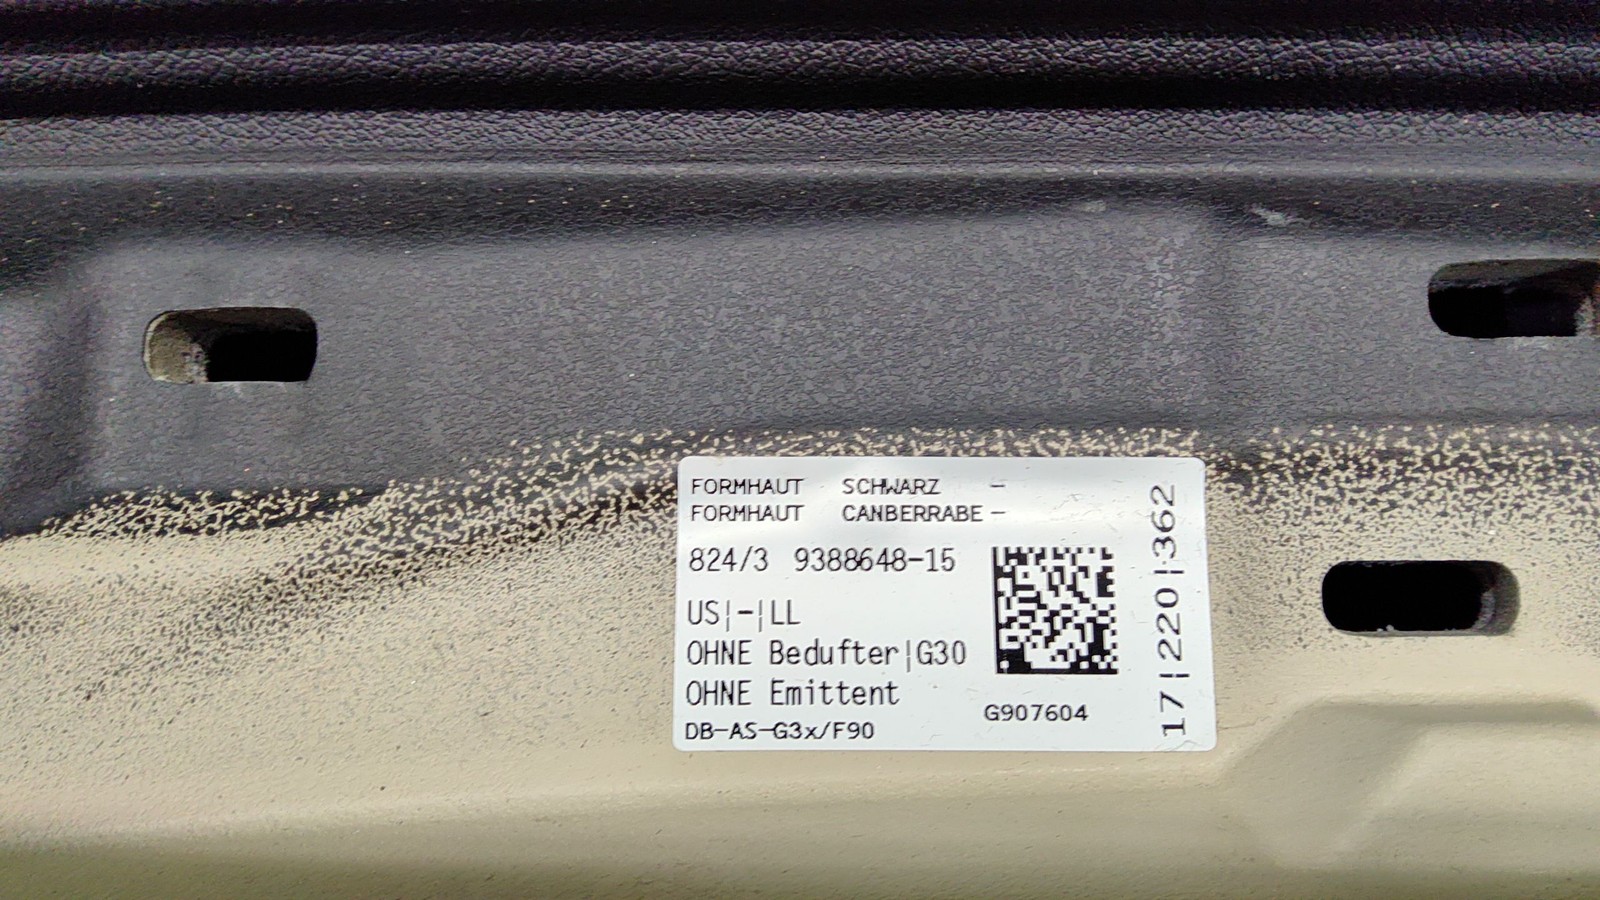 FORMHAUT SCHWARZ -
FORMHAUT CANBERRABE -
824/3 9388648-15
US¦-¦LL
OHNE Bedufter|G30
OHNE Emittent
DB-AS-G3x/F90
G907604
17¦220¦362